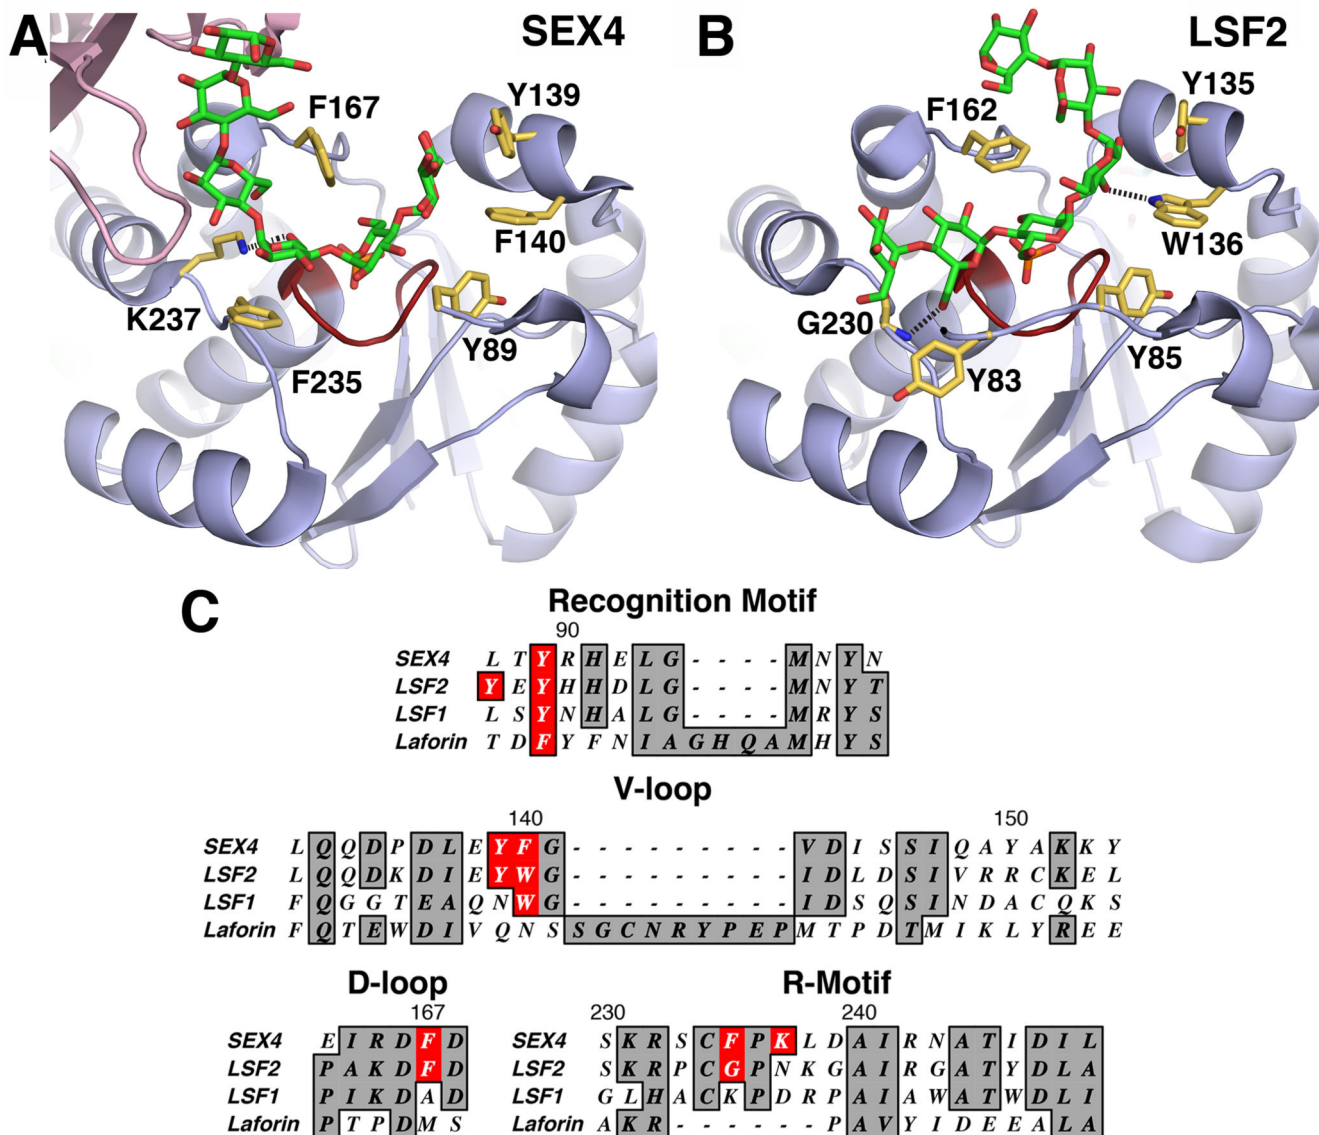 A SEX4
F167 Y139
F140
K237 F235 Y89
B LSF2
F162 Y135
W136
G230 Y83 Y85
C
Recognition Motif
90
SEX4 L T Y R H E L G - - - - M N Y N
LSF2 Y E Y H H D L G - - - - M N Y T
LSF1 L S Y N H A L G - - - - M R Y S
Laforin T D F Y F N I A G H Q A M H Y S
V-loop
140 150
SEX4 L Q Q D P D L E Y F G - - - - - - - - - V D I S S I Q A Y A K K Y
LSF2 L Q Q D K D I E Y W G - - - - - - - - - I D L D S I V R R C K E L
LSF1 F Q G G T E A Q N W G - - - - - - - - - I D S Q S I N D A C Q K S
Laforin F Q T E W D I V Q N S S G C N R Y P E P M T P D T M I K L Y R E E
D-loop
167
SEX4 E I R D F D
LSF2 P A K D F D
LSF1 P I K D A D
Laforin P T P D M S
R-Motif
230 240
SEX4 S K R S C F P K L D A I R N A T I D I L
LSF2 S K R P C G P N K G A I R G A T Y D L A
LSF1 G L H A C K P D R P A I A W A T W D L I
Laforin A K R - - - - - - P A V Y I D E E A L A